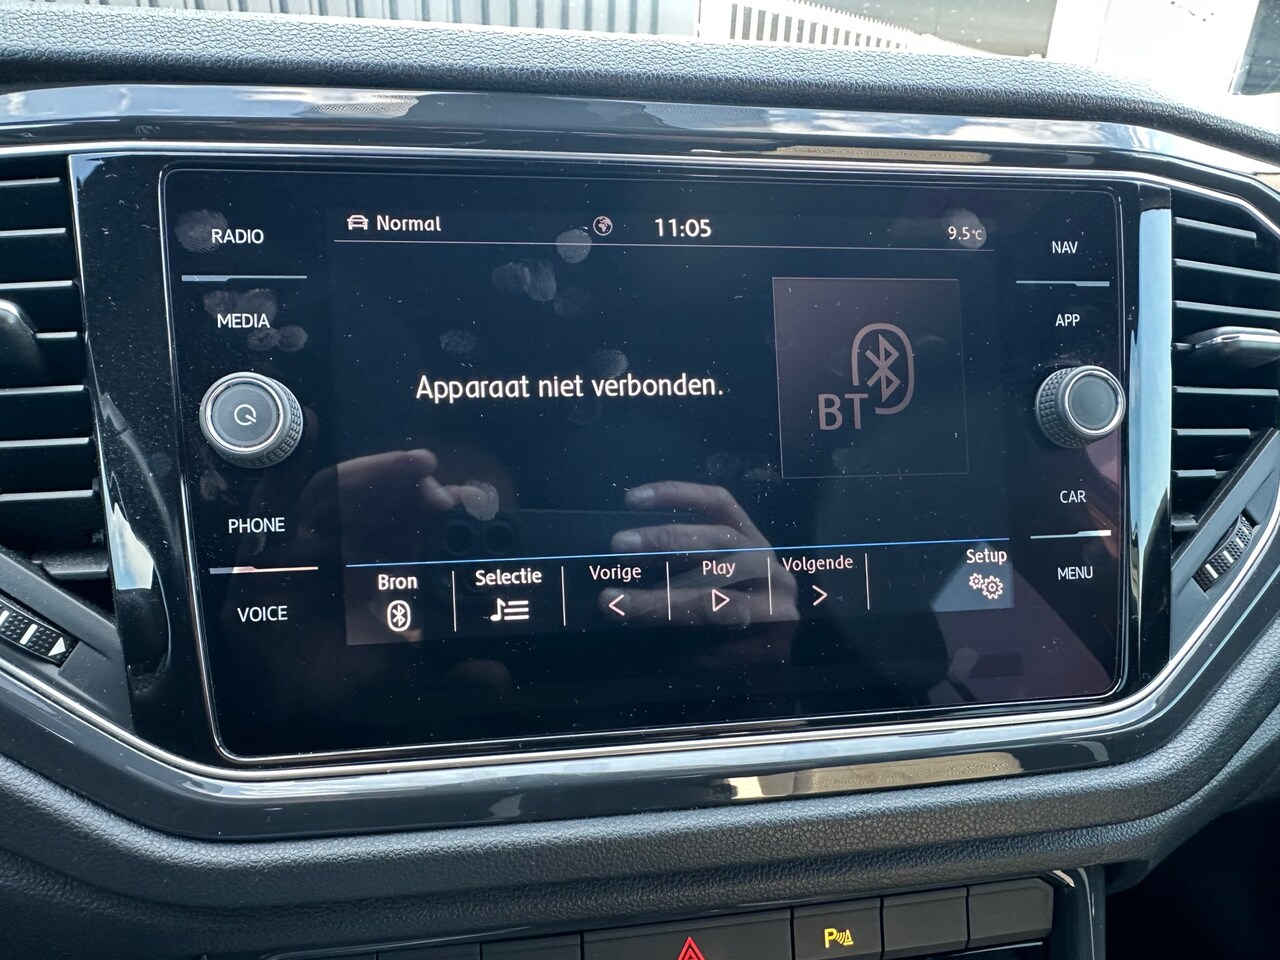 RADIO
MEDIA
PHONE
VOICE
Normal
11:05
9.5°C
Apparaat niet verbonden.
BT
Bron
Selectie
Vorige
Play
Volgende
Setup
NAV
APP
CAR
MENU
P